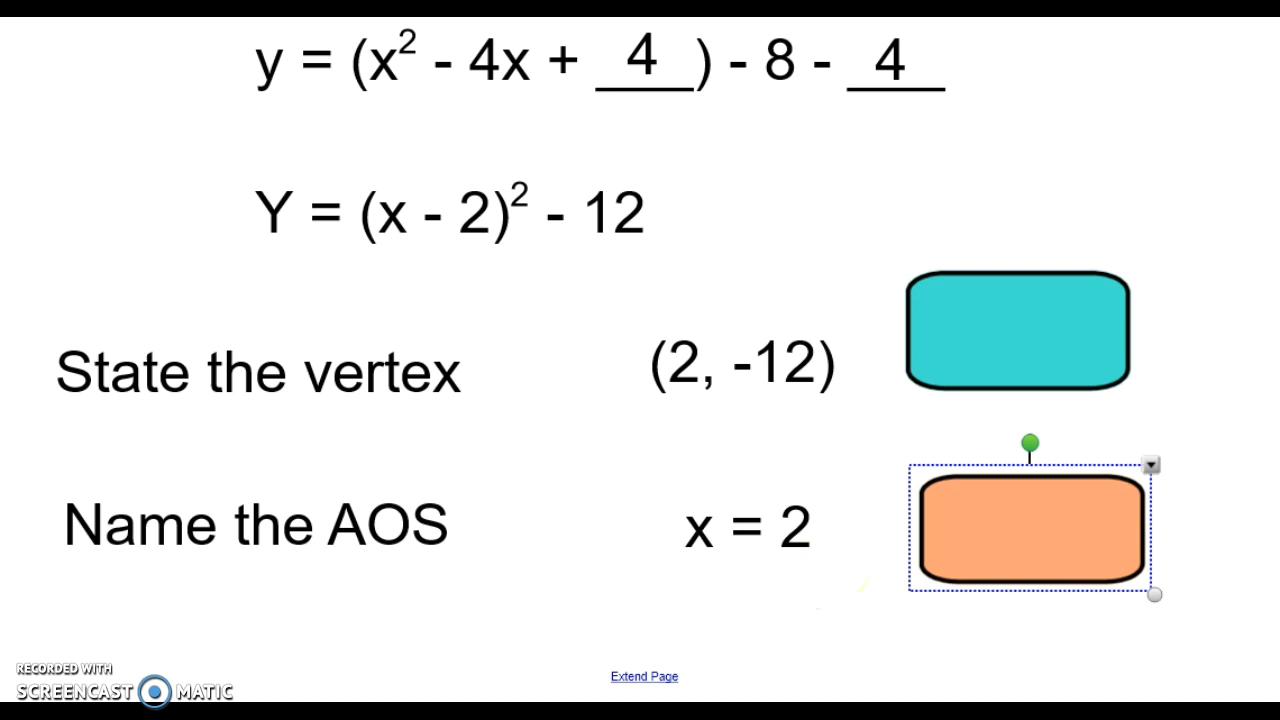 y = (x² - 4x + 4 ) - 8 - 4
Y = (x - 2)² - 12
State the vertex (2, -12)
Name the AOS x = 2
RECORDED WITH
SCREENCAST MATIC
Extend Page